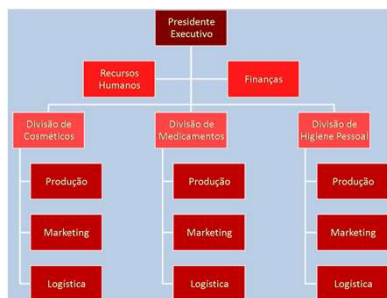 Presidente
Executivo
Recursos
Humanos
Finanças
Divisão de
Cosméticos
Divisão de
Medicamentos
Divisão de
Higiene Pessoal
Produção
Produção
Produção
Marketing
Marketing
Marketing
Logística
Logística
Logística